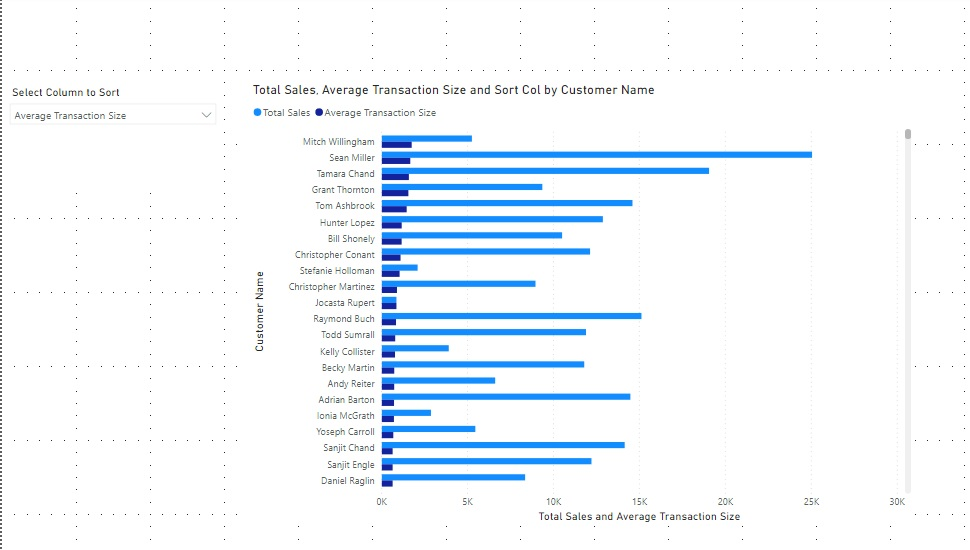 Select Column to Sort
Average Transaction Size
Total Sales, Average Transaction Size and Sort Col by Customer Name
Total Sales Average Transaction Size
Customer Name
Mitch Willingham
Sean Miller
Tamara Chand
Grant Thornton
Tom Ashbrook
Hunter Lopez
Bill Shonely
Christopher Conant
Stefanie Holloman
Christopher Martinez
Jocasta Rupert
Raymond Buch
Todd Sumrall
Kelly Collister
Becky Martin
Andy Reiter
Adrian Barton
Ionia McGrath
Yoseph Carroll
Sanjit Chand
Sanjit Engle
Daniel Raglin
0K 5K 10K 15K 20K 25K 30K
Total Sales and Average Transaction Size